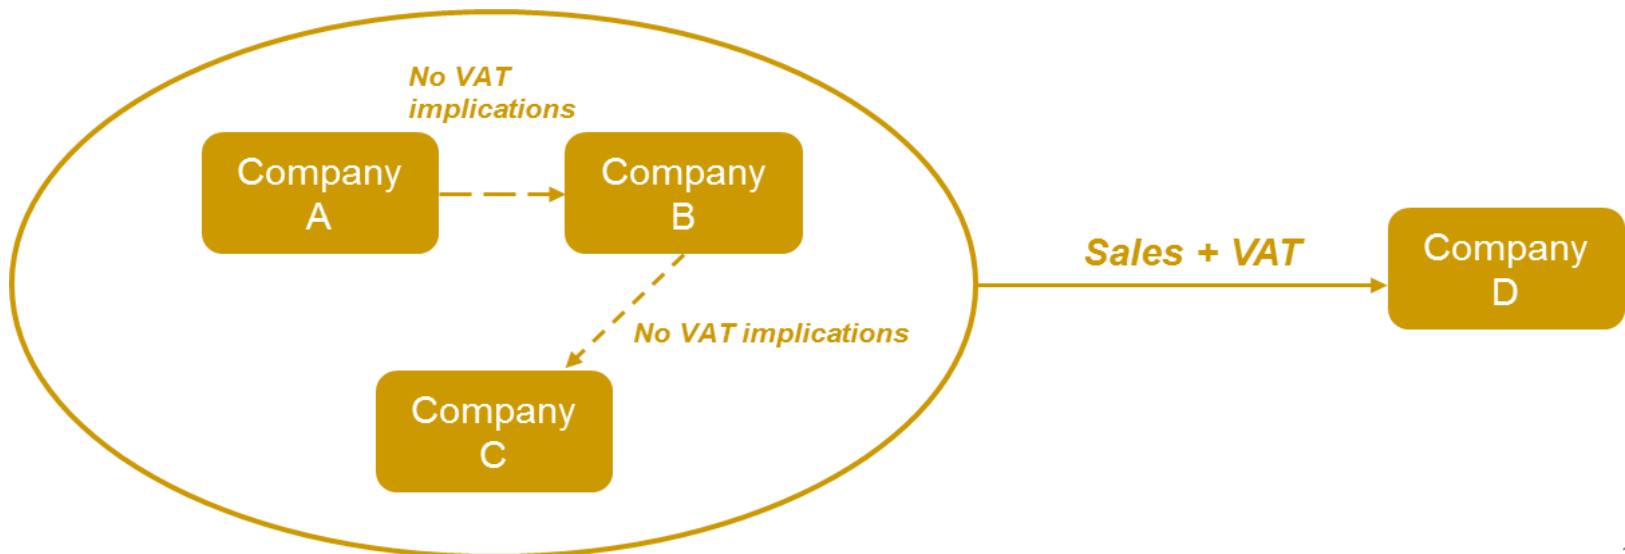 No VAT
implications
Company
A
Company
B
Sales + VAT
Company
D
No VAT implications
Company
C